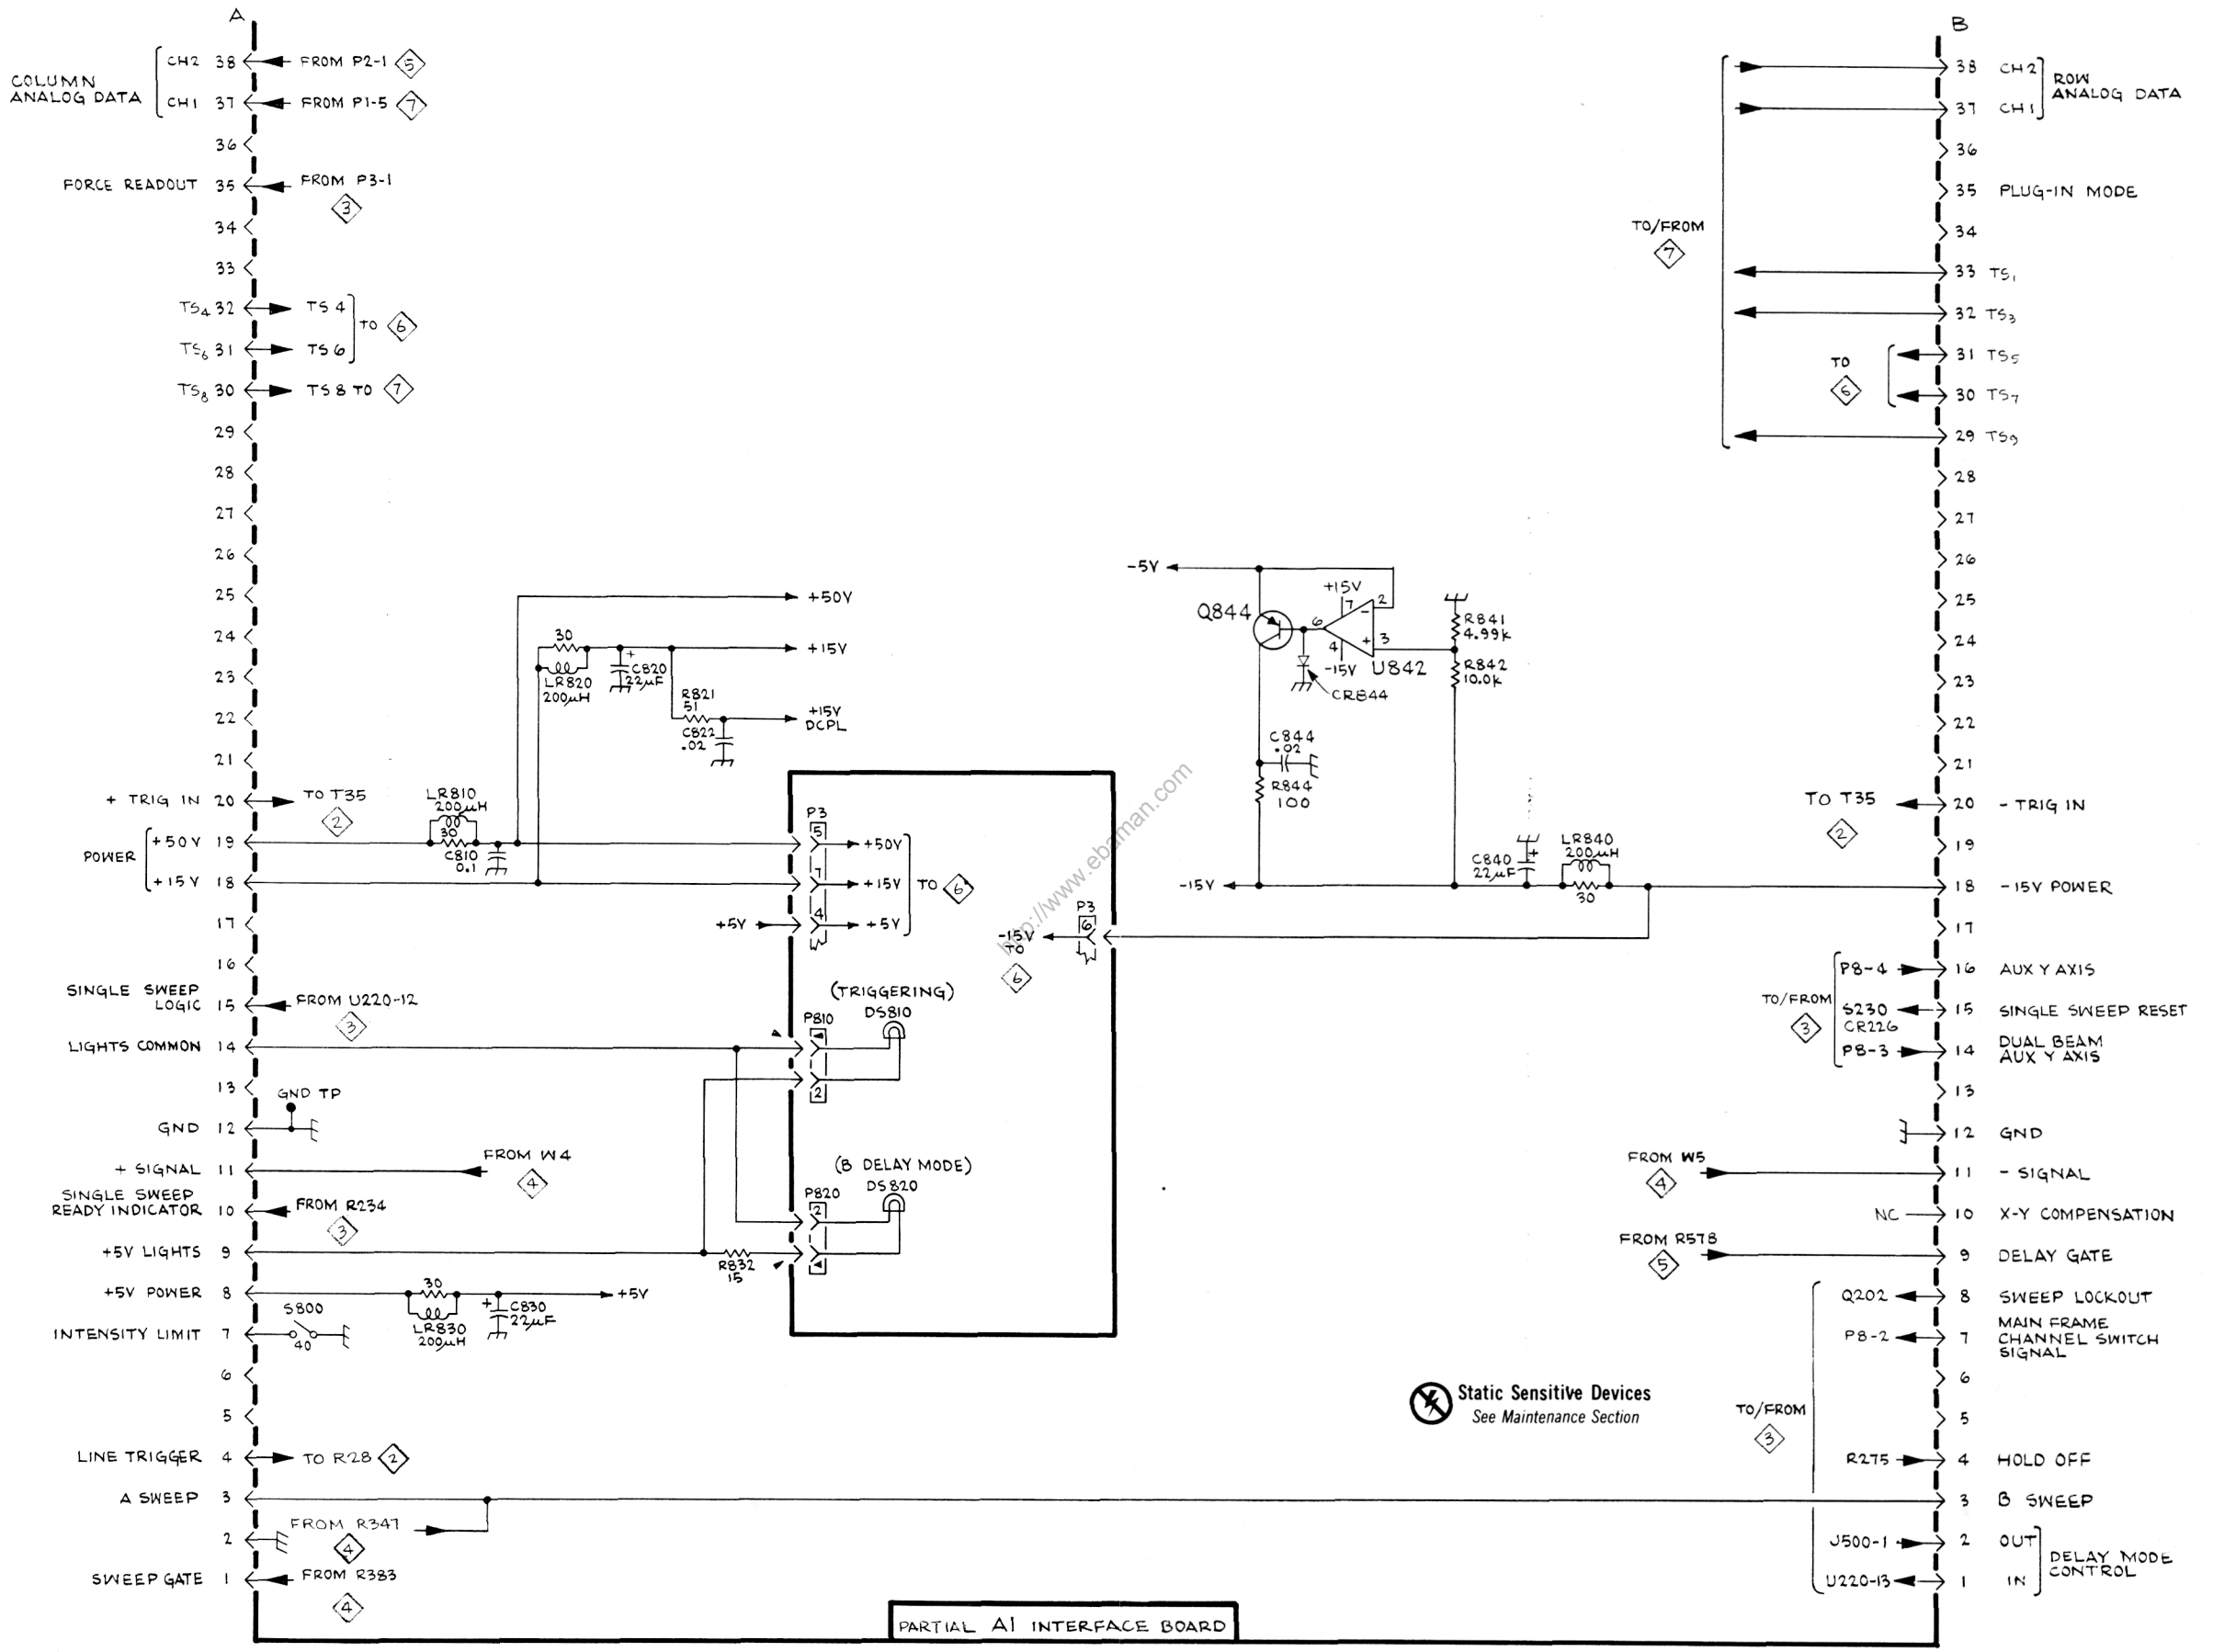 A
COLUMN
ANALOG DATA
CH2 38 FROM P2-1 5
CH1 37 FROM P1-5 7
36
FORCE READOUT 35 FROM P3-1
3
34
33
TS4 32 TS 4
TS6 31 TS 6
TO 6
TS8 30 TS 8 TO 7
29
28
27
26
25
24
23
22
21
+ TRIG IN 20 TO T35
2
POWER
+50V 19
+15V 18
17
16
SINGLE SWEEP
LOGIC 15 FROM U220-12
3
LIGHTS COMMON 14
13
GND TP
GND 12
+ SIGNAL 11 FROM W4
4
SINGLE SWEEP
READY INDICATOR 10 FROM R234
3
+5V LIGHTS 9
+5V POWER 8
INTENSITY LIMIT 7
S800
40
6
5
LINE TRIGGER 4 TO R28 2
A SWEEP 3
2
FROM R347
4
SWEEP GATE 1 FROM R383
4
+50V
30
LR820
200µH
+
C820
22µF
+15V
R821
51
C822
.02
+15V
DCPL
LR810
200µH
30
C810
0.1
P3
5 +50V
7 +15V
4 +5V
TO 6
+5V
P3
6
-15V
TO
6
(TRIGGERING)
DS810
P810
2
(B DELAY MODE)
DS820
P820
2
R832
15
30
LR830
200µH
+
C830
22µF
+5V
-5V
Q844
+15V
7
2
-
6
+
3
4
-15V
U842
CR844
R841
4.99K
R842
10.0K
C844
.02
R844
100
-15V
C840
22µF
+
LR840
200µH
30
http://www.ebaman.com
Static Sensitive Devices
See Maintenance Section
B
38 CH2
37 CH1
ROW
ANALOG DATA
36
35 PLUG-IN MODE
34
TO/FROM
7
33 TS1
32 TS3
TO
6
31 TS5
30 TS7
29 TS9
28
27
26
25
24
23
22
21
TO T35
2
20 - TRIG IN
19
18 -15V POWER
17
TO/FROM
3
P8-4 16 AUX Y AXIS
S230
CR226
15 SINGLE SWEEP RESET
P8-3 14 DUAL BEAM
AUX Y AXIS
13
12 GND
FROM W5
4
11 - SIGNAL
NC 10 X-Y COMPENSATION
FROM R578
5
9 DELAY GATE
TO/FROM
3
Q202 8 SWEEP LOCKOUT
P8-2 7 MAIN FRAME
CHANNEL SWITCH
SIGNAL
6
5
R275 4 HOLD OFF
3 B SWEEP
J500-1 2 OUT
U220-13 1 IN
DELAY MODE
CONTROL
PARTIAL A1 INTERFACE BOARD